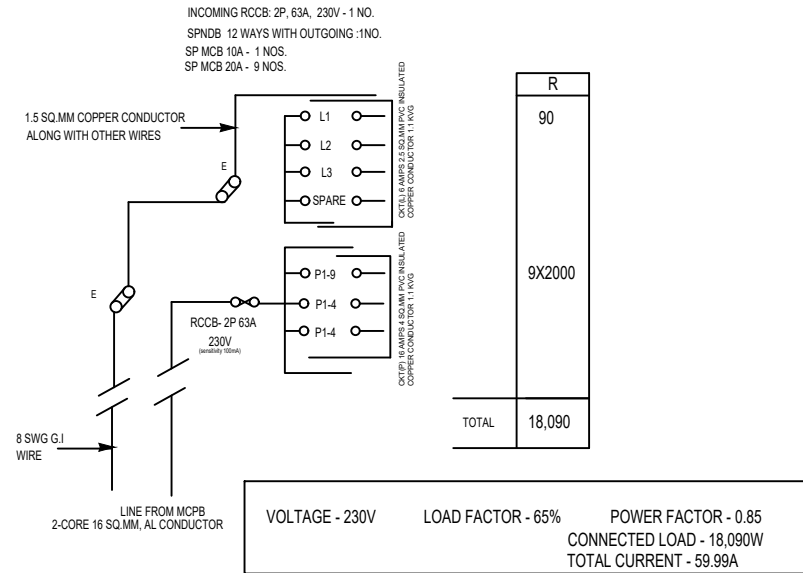 INCOMING RCCB: 2P, 63A, 230V - 1 NO.
SPNDB 12 WAYS WITH OUTGOING :1NO.
SP MCB 10A - 1 NOS.
SP MCB 20A - 9 NOS.
1.5 SQ.MM COPPER CONDUCTOR
ALONG WITH OTHER WIRES
E
L1
L2
L3
SPARE
CKT(L) 6 AMPS 2.5 SQ.MM PVC INSULATED
COPPER CONDUCTOR 1.1 KVG
E
P1-9
P1-4
P1-4
CKT(P) 16 AMPS 4 SQ.MM PVC INSULATED
COPPER CONDUCTOR 1.1 KVG
RCCB- 2P 63A
230V
(sensitivity 100mA)
8 SWG G.I
WIRE
LINE FROM MCPB
2-CORE 16 SQ.MM, AL CONDUCTOR
R
90
9X2000
TOTAL 18,090
VOLTAGE - 230V LOAD FACTOR - 65% POWER FACTOR - 0.85
CONNECTED LOAD - 18,090W
TOTAL CURRENT - 59.99A